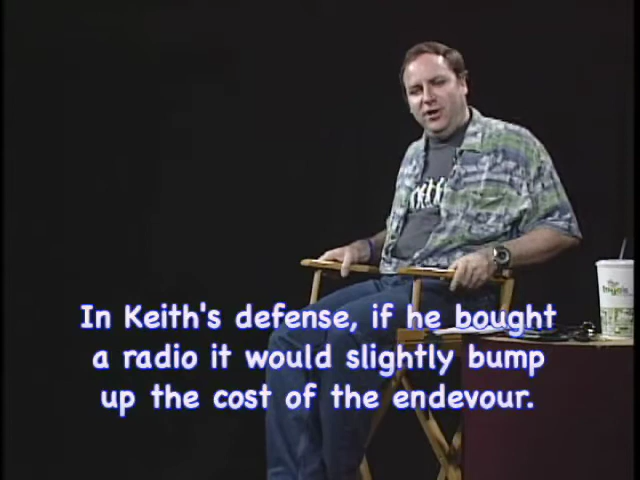 In Keith's defense, if he bought
a radio it would slightly bump
up the cost of the endevour.